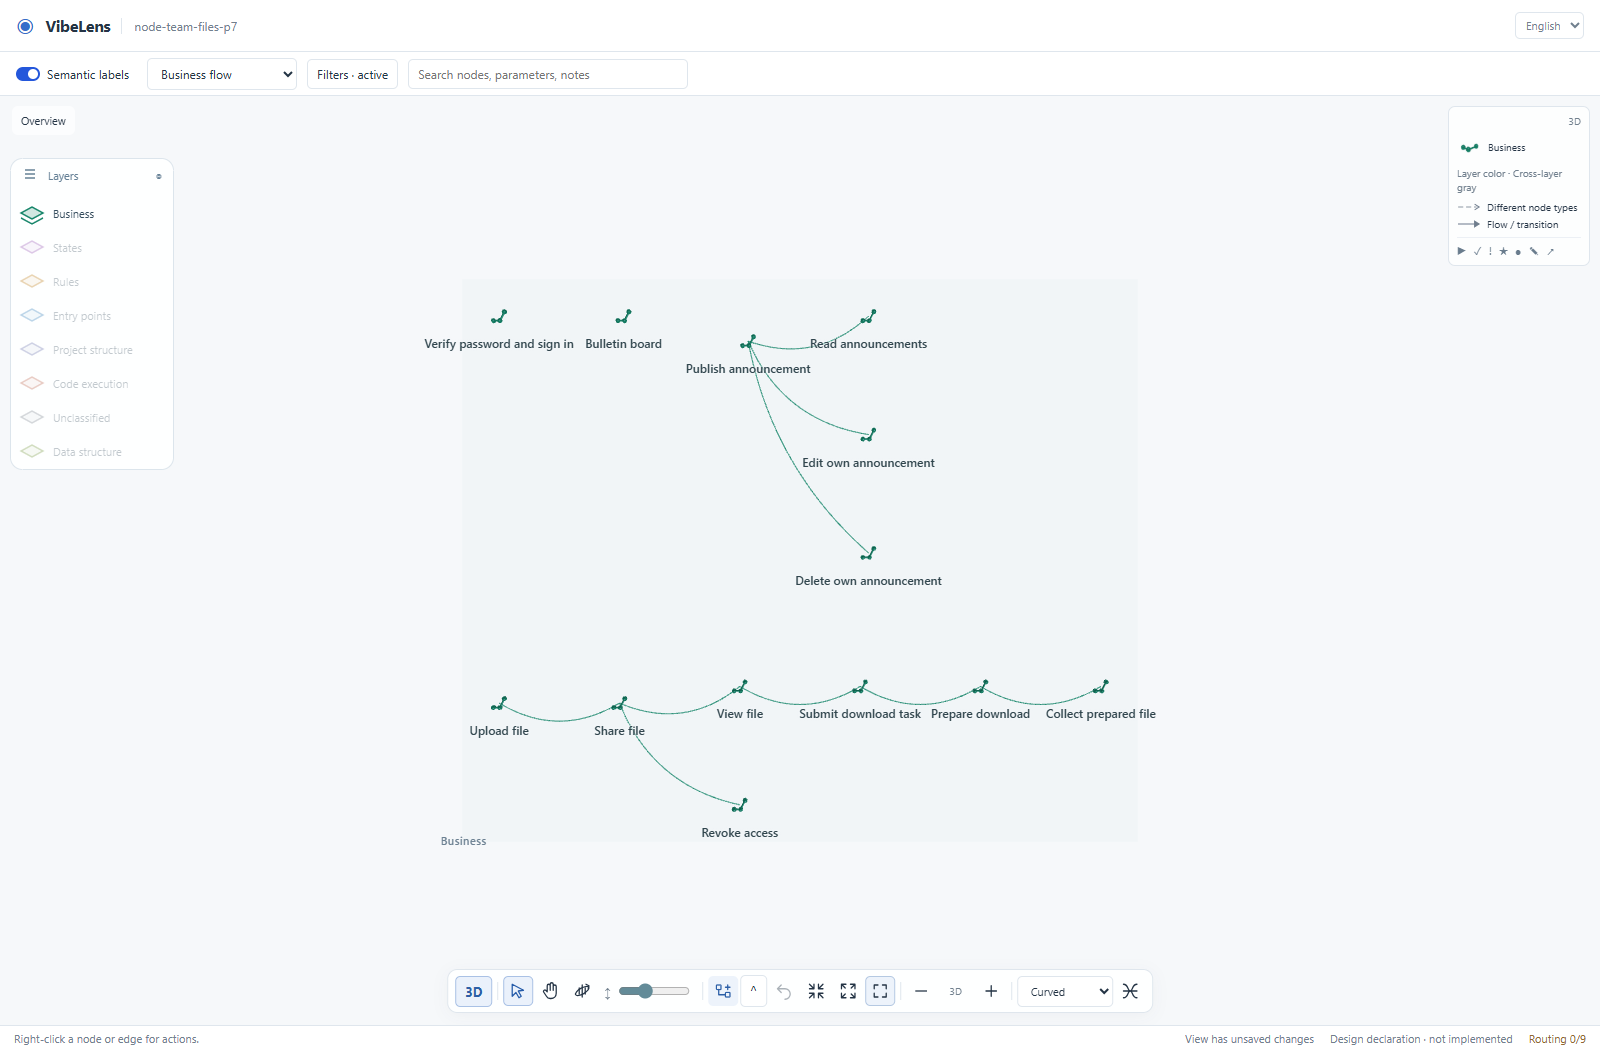 VibeLens
node-team-files-p7
English
Semantic labels
Business flow
Filters · active
Search nodes, parameters, notes
Overview
3D
Business
Layer color · Cross-layer
gray
Different node types
Flow / transition
Layers
Business
States
Rules
Entry points
Project structure
Code execution
Unclassified
Data structure
Verify password and sign in
Bulletin board
Read announcements
Publish announcement
Edit own announcement
Delete own announcement
View file
Submit download task
Prepare download
Collect prepared file
Upload file
Share file
Revoke access
Business
3D
3D
Curved
Right-click a node or edge for actions.
View has unsaved changes
Design declaration · not implemented
Routing 0/9